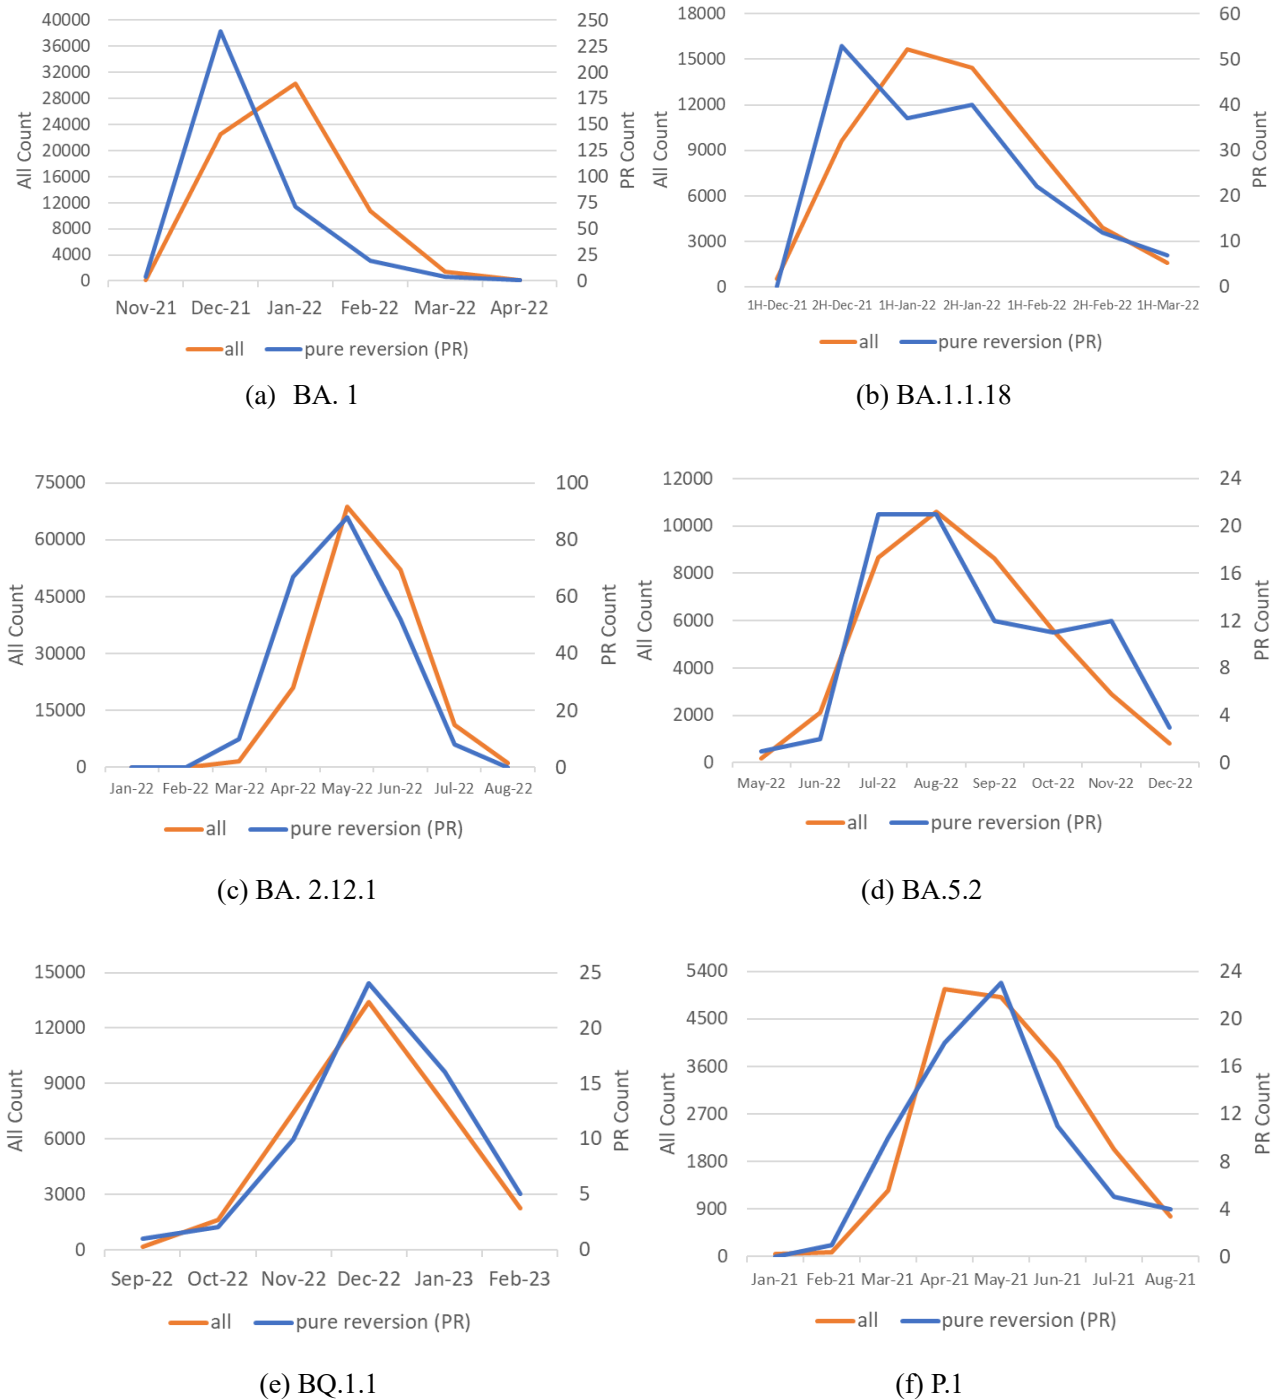 40000
36000
32000
28000
24000
20000
16000
12000
8000
4000
0
All Count
250
225
200
175
150
125
100
75
50
25
0
PR Count
Nov-21 Dec-21 Jan-22 Feb-22 Mar-22 Apr-22
all pure reversion (PR)
(a) BA. 1
18000
15000
12000
9000
6000
3000
0
All Count
60
50
40
30
20
10
0
PR Count
1H-Dec-21 2H-Dec-21 1H-Jan-22 2H-Jan-22 1H-Feb-22 2H-Feb-22 1H-Mar-22
all pure reversion (PR)
(b) BA.1.1.18
75000
60000
45000
30000
15000
0
All Count
100
80
60
40
20
0
PR Count
Jan-22 Feb-22 Mar-22 Apr-22 May-22 Jun-22 Jul-22 Aug-22
all pure reversion (PR)
(c) BA. 2.12.1
12000
10000
8000
6000
4000
2000
0
All Count
24
20
16
12
8
4
0
PR Count
May-22 Jun-22 Jul-22 Aug-22 Sep-22 Oct-22 Nov-22 Dec-22
all pure reversion (PR)
(d) BA.5.2
15000
12000
9000
6000
3000
0
All Count
25
20
15
10
5
0
PR Count
Sep-22 Oct-22 Nov-22 Dec-22 Jan-23 Feb-23
all pure reversion (PR)
(e) BQ.1.1
5400
4500
3600
2700
1800
900
0
All Count
24
20
16
12
8
4
0
PR Count
Jan-21 Feb-21 Mar-21 Apr-21 May-21 Jun-21 Jul-21 Aug-21
all pure reversion (PR)
(f) P.1